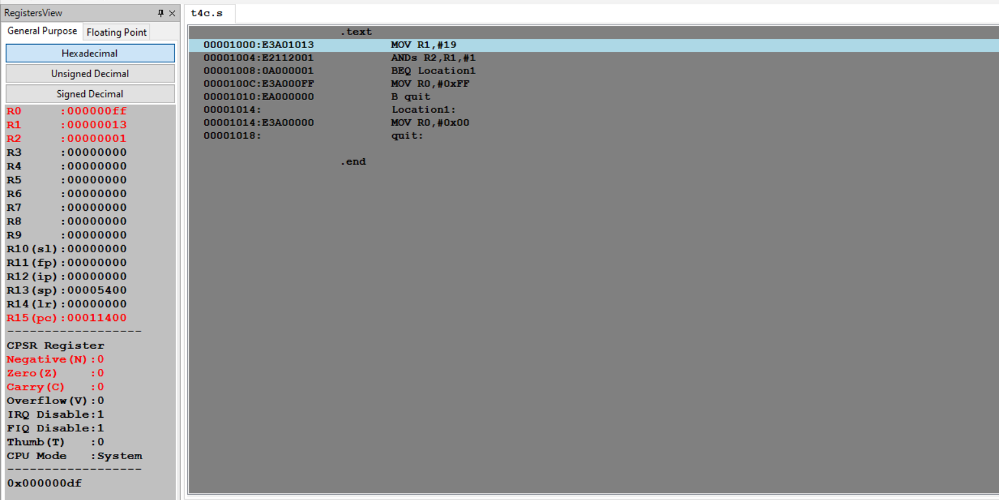 RegistersView
General Purpose Floating Point
Hexadecimal
Unsigned Decimal
Signed Decimal
R0 :000000ff
R1 :00000013
R2 :00000001
R3 :00000000
R4 :00000000
R5 :00000000
R6 :00000000
R7 :00000000
R8 :00000000
R9 :00000000
R10(sl):00000000
R11(fp):00000000
R12(ip):00000000
R13(sp):00005400
R14(lr):00000000
R15(pc):00011400
-------------------
CPSR Register
Negative(N):0
Zero(Z) :0
Carry(C) :0
Overflow(V):0
IRQ Disable:1
FIQ Disable:1
Thumb(T) :0
CPU Mode :System
-------------------
0x000000df
t4c.s
.text
00001000:E3A01013 MOV R1,#19
00001004:E2112001 ANDs R2,R1,#1
00001008:0A000001 BEQ Location1
0000100C:E3A000FF MOV R0,#0xFF
00001010:EA000000 B quit
00001014: Location1:
00001014:E3A00000 MOV R0,#0x00
00001018: quit:
.end